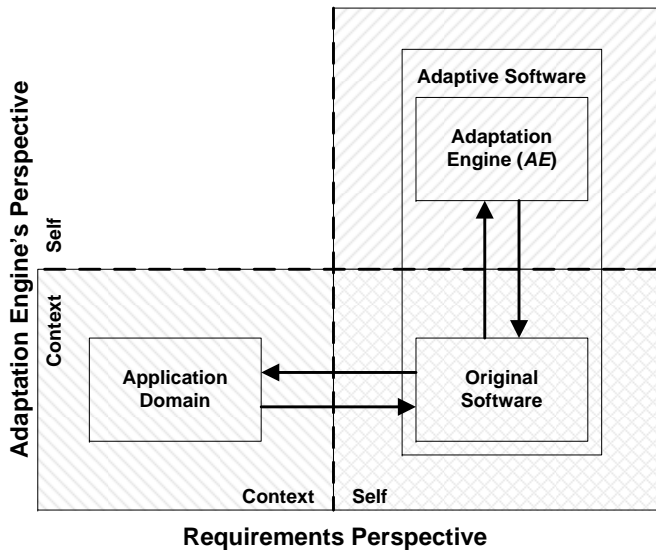 Adaptive Software
Adaptation
Engine (AE)
Adaptation Engine's Perspective
Self
Context
Application
Domain
Original
Software
Context
Self
Requirements Perspective